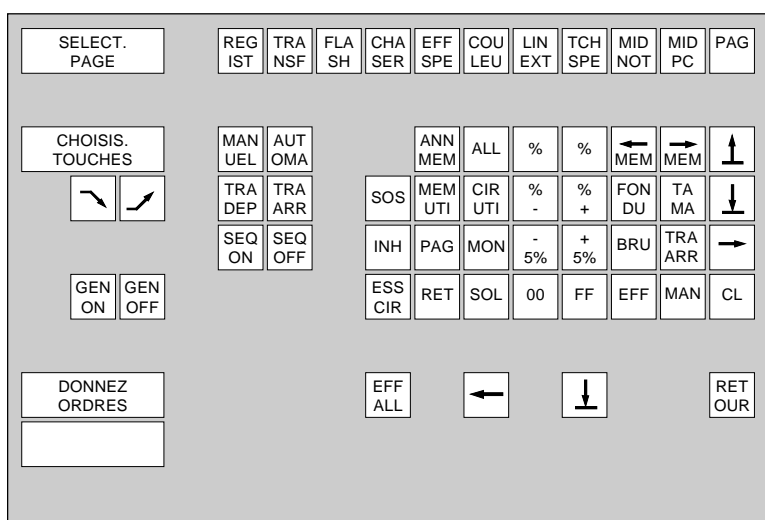 SELECT. REG TRA FLA CHA EFF COU LIN TCH MID MID PAG
PAGE IST NSF SH SER SPE LEU EXT SPE NOT PC
CHOISIS. MAN AUT ANN ALL % %
TOUCHES UEL OMA MEM MEM MEM
TRA TRA SOS MEM CIR % % FON TA
DEP ARR UTI UTI - + DU MA
SEQ SEQ INH PAG MON - + BRU TRA
ON OFF 5% 5% ARR
GEN GEN ESS RET SOL 00 FF EFF MAN CL
ON OFF CIR
DONNEZ EFF RET
ORDRES ALL OUR